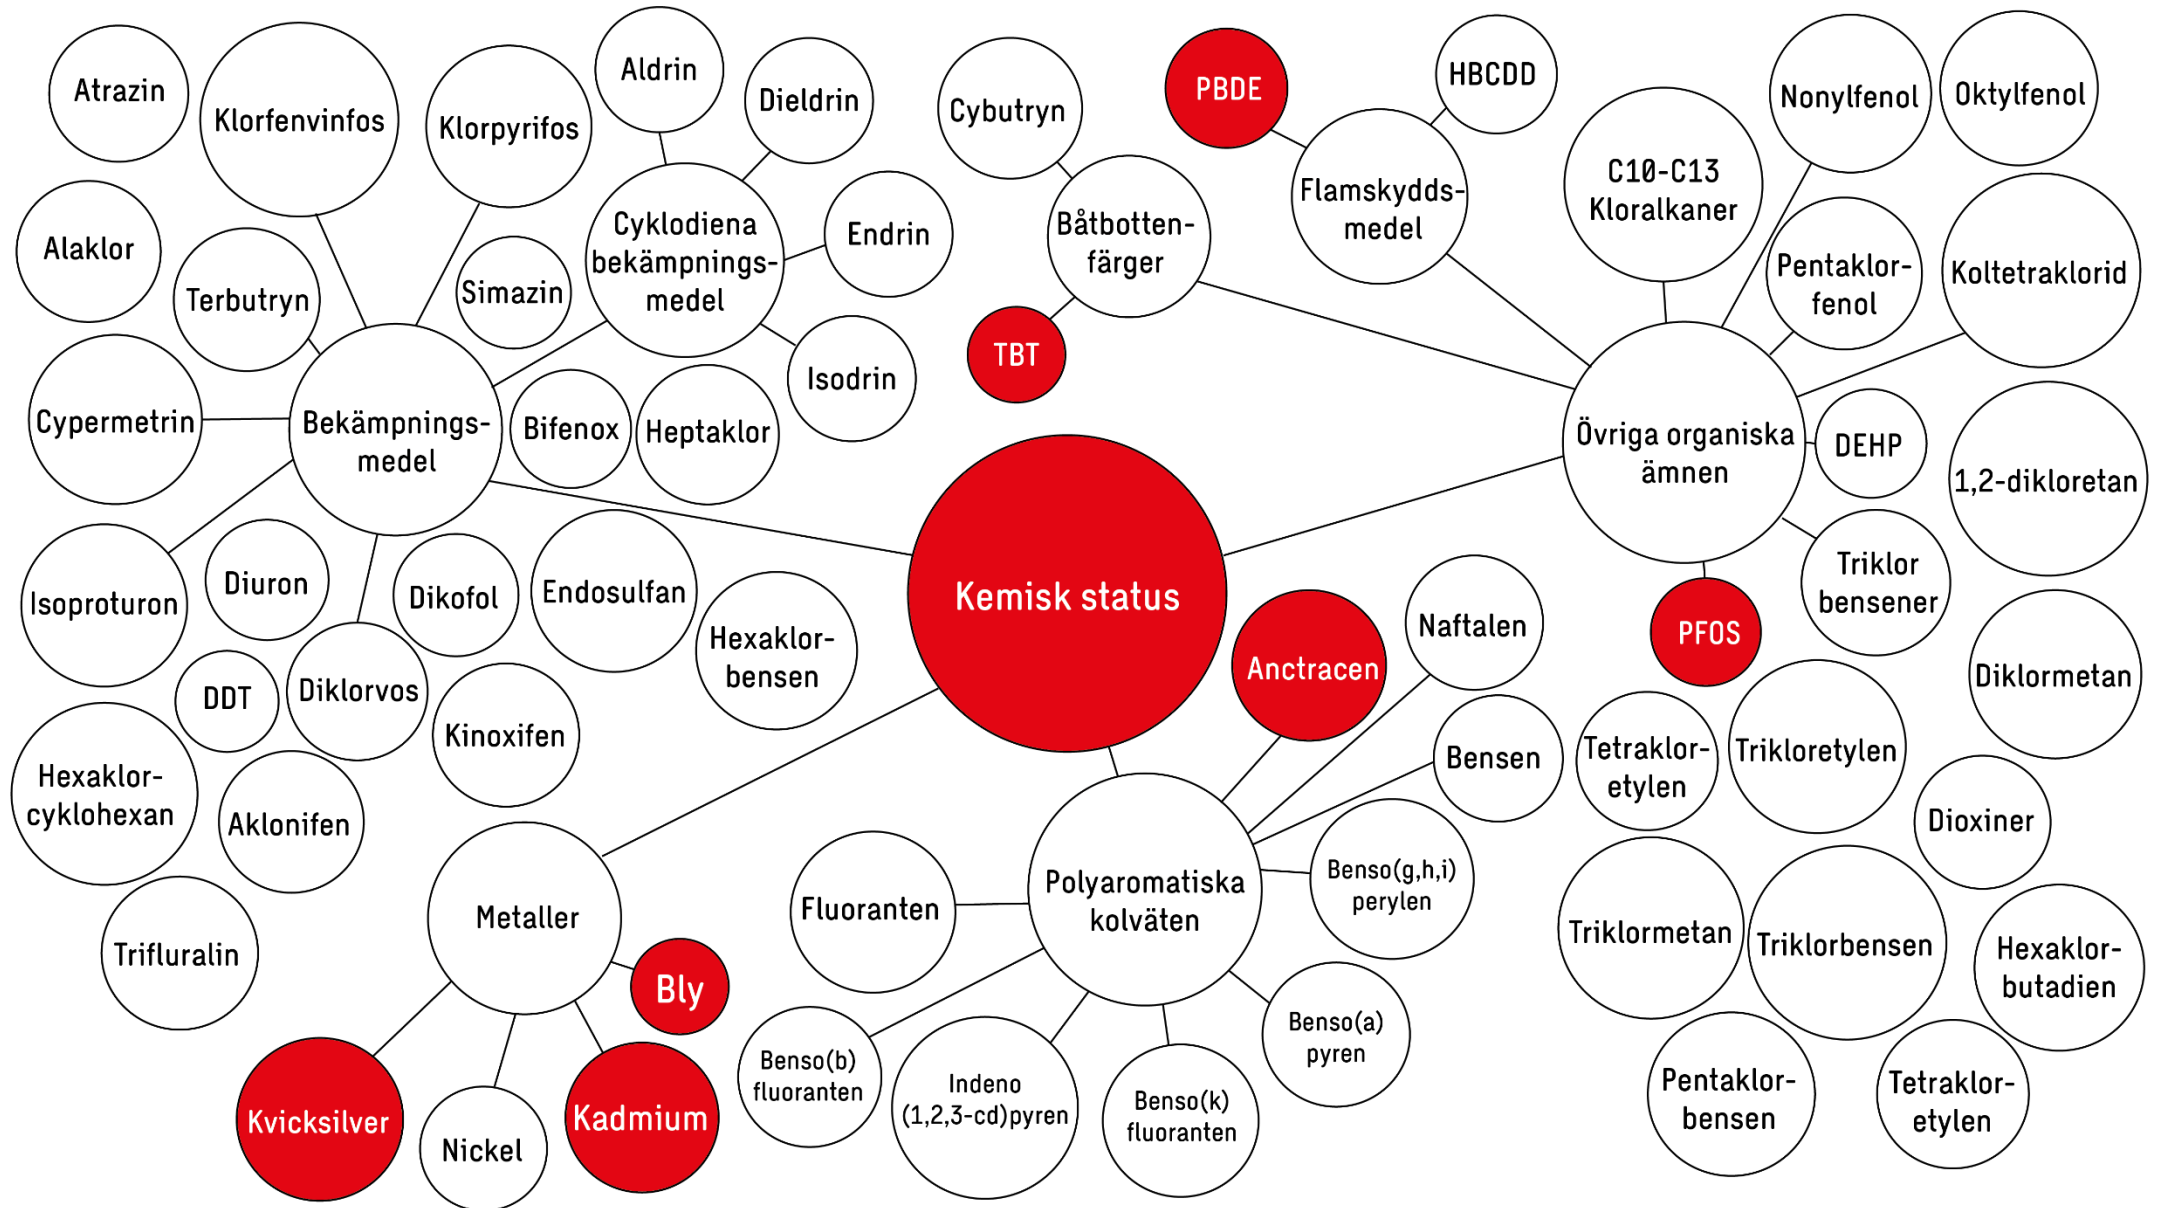 Atrazin
Klorfenvinfos
Klorpyrifos
Aldrin
Dieldrin
Alaklor
Terbutryn
Simazin
Cyklodiena
bekämpnings-
medel
Endrin
Isodrin
Cypermetrin
Bekämpnings-
medel
Bifenox
Heptaklor
Isoproturon
Diuron
Dikofol
Endosulfan
Hexaklor-
bensen
DDT
Diklorvos
Kinoxifen
Hexaklor-
cyklohexan
Aklonifen
Trifluralin
Cybutryn
PBDE
HBCDD
Båtbotten-
färger
Flamskydds-
medel
TBT
C10-C13
Kloralkaner
Nonylfenol
Oktylfenol
Pentaklor-
fenol
Koltetraklorid
Övriga organiska
ämnen
DEHP
1,2-dikloretan
Triklor
bensener
PFOS
Diklormetan
Tetraklor-
etylen
Trikloretylen
Dioxiner
Triklormetan
Triklorbensen
Hexaklor-
butadien
Pentaklor-
bensen
Tetraklor-
etylen
Kemisk status
Anctracen
Naftalen
Bensen
Polyaromatiska
kolväten
Benso(g,h,i)
perylen
Fluoranten
Benso(a)
pyren
Benso(b)
fluoranten
Indeno
(1,2,3-cd)pyren
Benso(k)
fluoranten
Metaller
Bly
Kvicksilver
Nickel
Kadmium